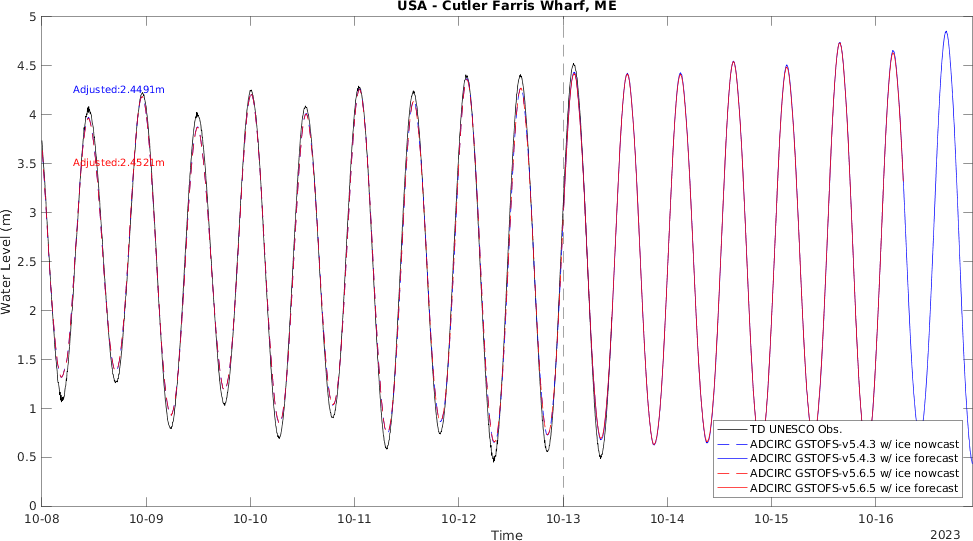 USA - Cutler Farris Wharf, ME
5
4.5
4
3.5
3
2.5
2
1.5
1
0.5
0
Water Level (m)
Adjusted:2.4491m
Adjusted:2.4521m
TD UNESCO Obs.
ADCIRC GSTOFS-v5.4.3 w/ ice nowcast
ADCIRC GSTOFS-v5.4.3 w/ ice forecast
ADCIRC GSTOFS-v5.6.5 w/ ice nowcast
ADCIRC GSTOFS-v5.6.5 w/ ice forecast
10-08 10-09 10-10 10-11 10-12 10-13 10-14 10-15 10-16
Time
2023